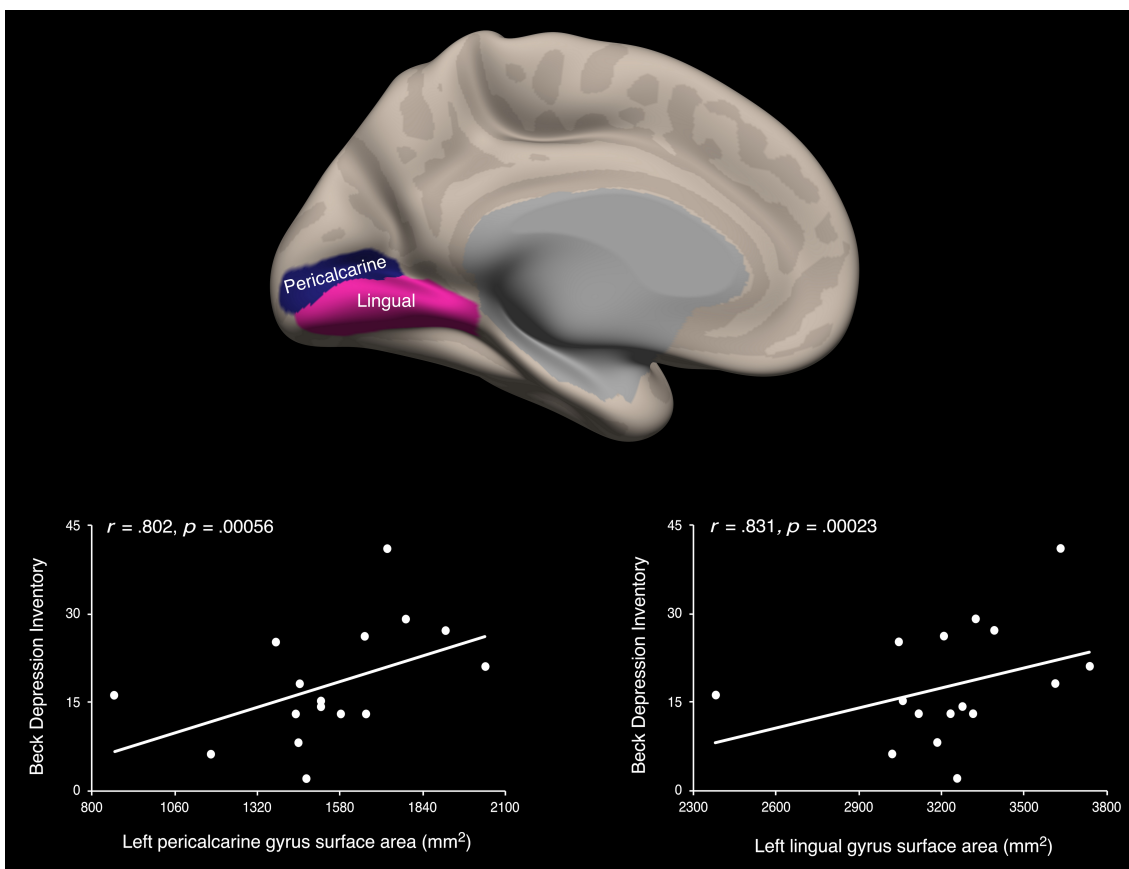 Pericalcarine
Lingual
r = .802, p = .00056
45
30
15
0
Beck Depression Inventory
800 1060 1320 1580 1840 2100
Left pericalcarine gyrus surface area (mm²)
r = .831, p = .00023
45
30
15
0
Beck Depression Inventory
2300 2600 2900 3200 3500 3800
Left lingual gyrus surface area (mm²)